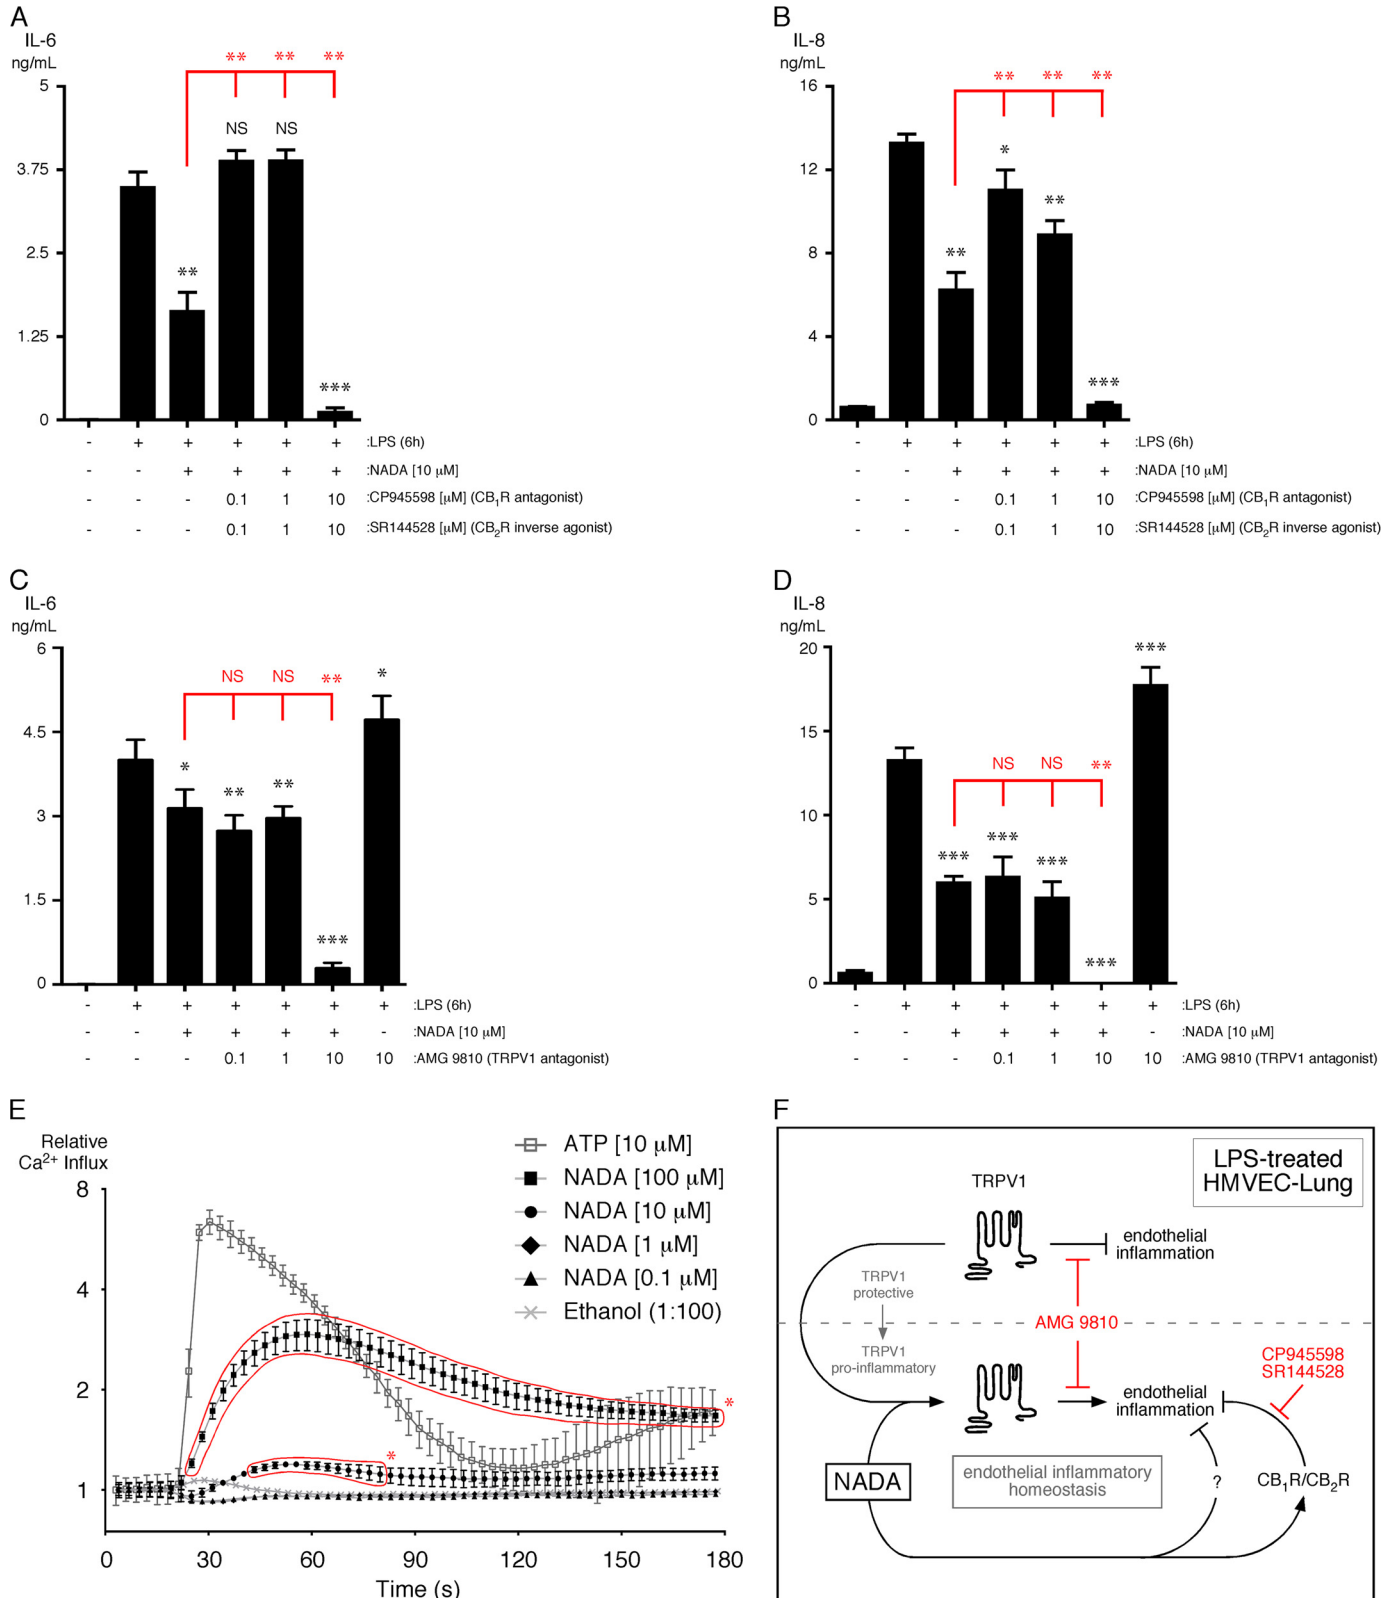 A
IL-6
ng/mL
** ** **
5
NS NS
3.75
2.5
**
1.25
***
0
- + + + + + :LPS (6h)
- - + + + + :NADA [10 μM]
- - - 0.1 1 10 :CP945598 [μM] (CB1R antagonist)
- - - 0.1 1 10 :SR144528 [μM] (CB2R inverse agonist)
B
IL-8
ng/mL
** ** **
16
*
12
**
**
8
4
***
0
- + + + + + :LPS (6h)
- - + + + + :NADA [10 μM]
- - - 0.1 1 10 :CP945598 [μM] (CB1R antagonist)
- - - 0.1 1 10 :SR144528 [μM] (CB2R inverse agonist)
C
IL-6
ng/mL
6
NS NS ** *
4.5
* ** **
3
1.5
***
0
- + + + + + + :LPS (6h)
- - + + + + - :NADA [10 μM]
- - - 0.1 1 10 10 :AMG 9810 (TRPV1 antagonist)
D
IL-8
ng/mL
20
***
15
NS NS **
10
*** *** ***
5
***
0
- + + + + + + :LPS (6h)
- - + + + + - :NADA [10 μM]
- - - 0.1 1 10 10 :AMG 9810 (TRPV1 antagonist)
E
Relative
Ca2+ Influx
8
4
2
1
ATP [10 μM]
NADA [100 μM]
NADA [10 μM]
NADA [1 μM]
NADA [0.1 μM]
Ethanol (1:100)
*
*
0 30 60 90 120 150 180
Time (s)
F
LPS-treated
HMVEC-Lung
TRPV1
endothelial
inflammation
TRPV1
protective
AMG 9810
TRPV1
pro-inflammatory
CP945598
SR144528
endothelial
inflammation
NADA
endothelial inflammatory
homeostasis
?
CB1R/CB2R